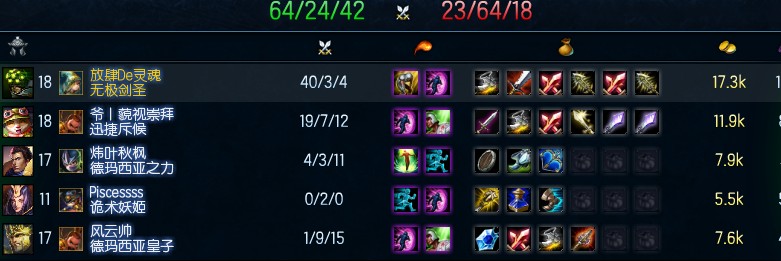 64/24/42 23/64/18
18 放肆De灵魂 40/3/4 17.3k 1
无极剑圣
18 爷丨貌视崇拜 19/7/12 11.9k
迅捷斥候
17 炜叶秋枫 4/3/11 7.9k
德玛西亚之力
11 Piscessss 0/2/0 5.5k
诡术妖姬
17 风云帅 1/9/15 7.6k
德玛西亚皇子